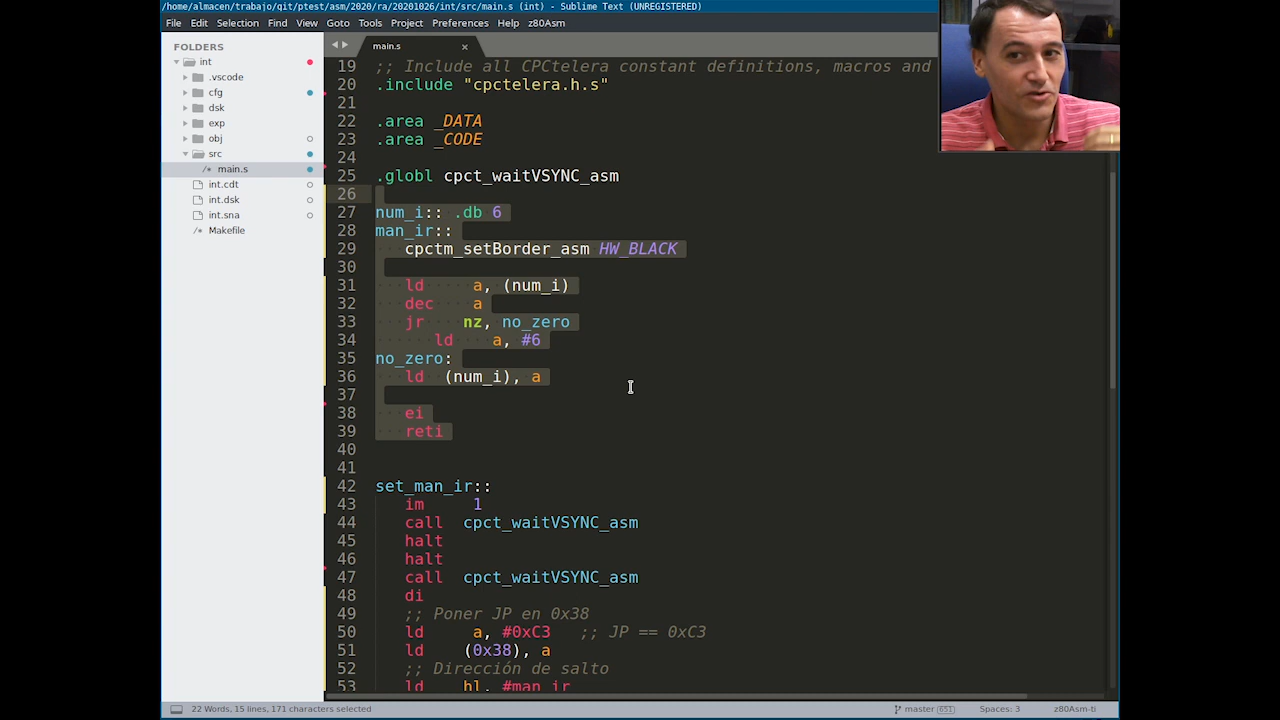 /home/almacen/trabajo/git/ptest/asm/2020/ra/20201026/int/src/main.s (int) - Sublime Text (UNREGISTERED)
File Edit Selection Find View Goto Tools Project Preferences Help z80Asm
FOLDERS
int
.vscode
cfg
dsk
exp
obj
src
/* main.s
int.cdt
int.dsk
int.sna
Makefile
main.s ×
19 ;; Include all CPCtelera constant definitions, macros and
20 .include "cpctelera.h.s"
21
22 .area _DATA
23 .area _CODE
24
25 .globl cpct_waitVSYNC_asm
26
27 num_i:: .db 6
28 man_ir::
29 cpctm_setBorder_asm HW_BLACK
30
31 ld a, (num_i)
32 dec a
33 jr nz, no_zero
34 ld a, #6
35 no_zero:
36 ld (num_i), a
37
38 ei
39 reti
40
41
42 set_man_ir::
43 im 1
44 call cpct_waitVSYNC_asm
45 halt
46 halt
47 call cpct_waitVSYNC_asm
48 di
49 ;; Poner JP en 0x38
50 ld a, #0xC3 ;; JP == 0xC3
51 ld (0x38), a
52 ;; Dirección de salto
53 ld hl, #man_ir
22 Words, 15 lines, 171 characters selected
master 651
Spaces: 3
z80Asm-ti